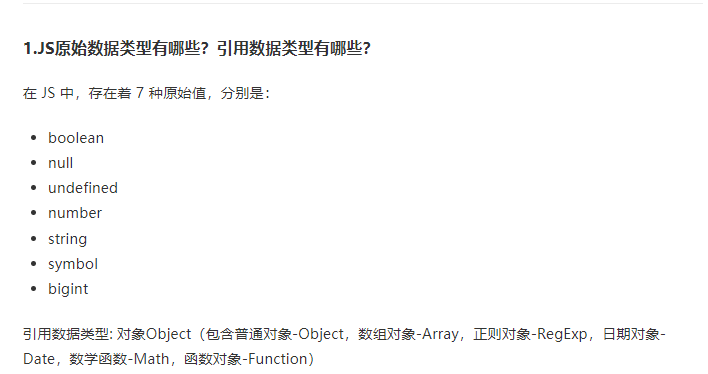 1.JS原始数据类型有哪些？引用数据类型有哪些？
在 JS 中，存在着 7 种原始值，分别是：
• boolean
• null
• undefined
• number
• string
• symbol
• bigint
引用数据类型: 对象Object（包含普通对象-Object，数组对象-Array，正则对象-RegExp，日期对象-
Date，数学函数-Math，函数对象-Function）